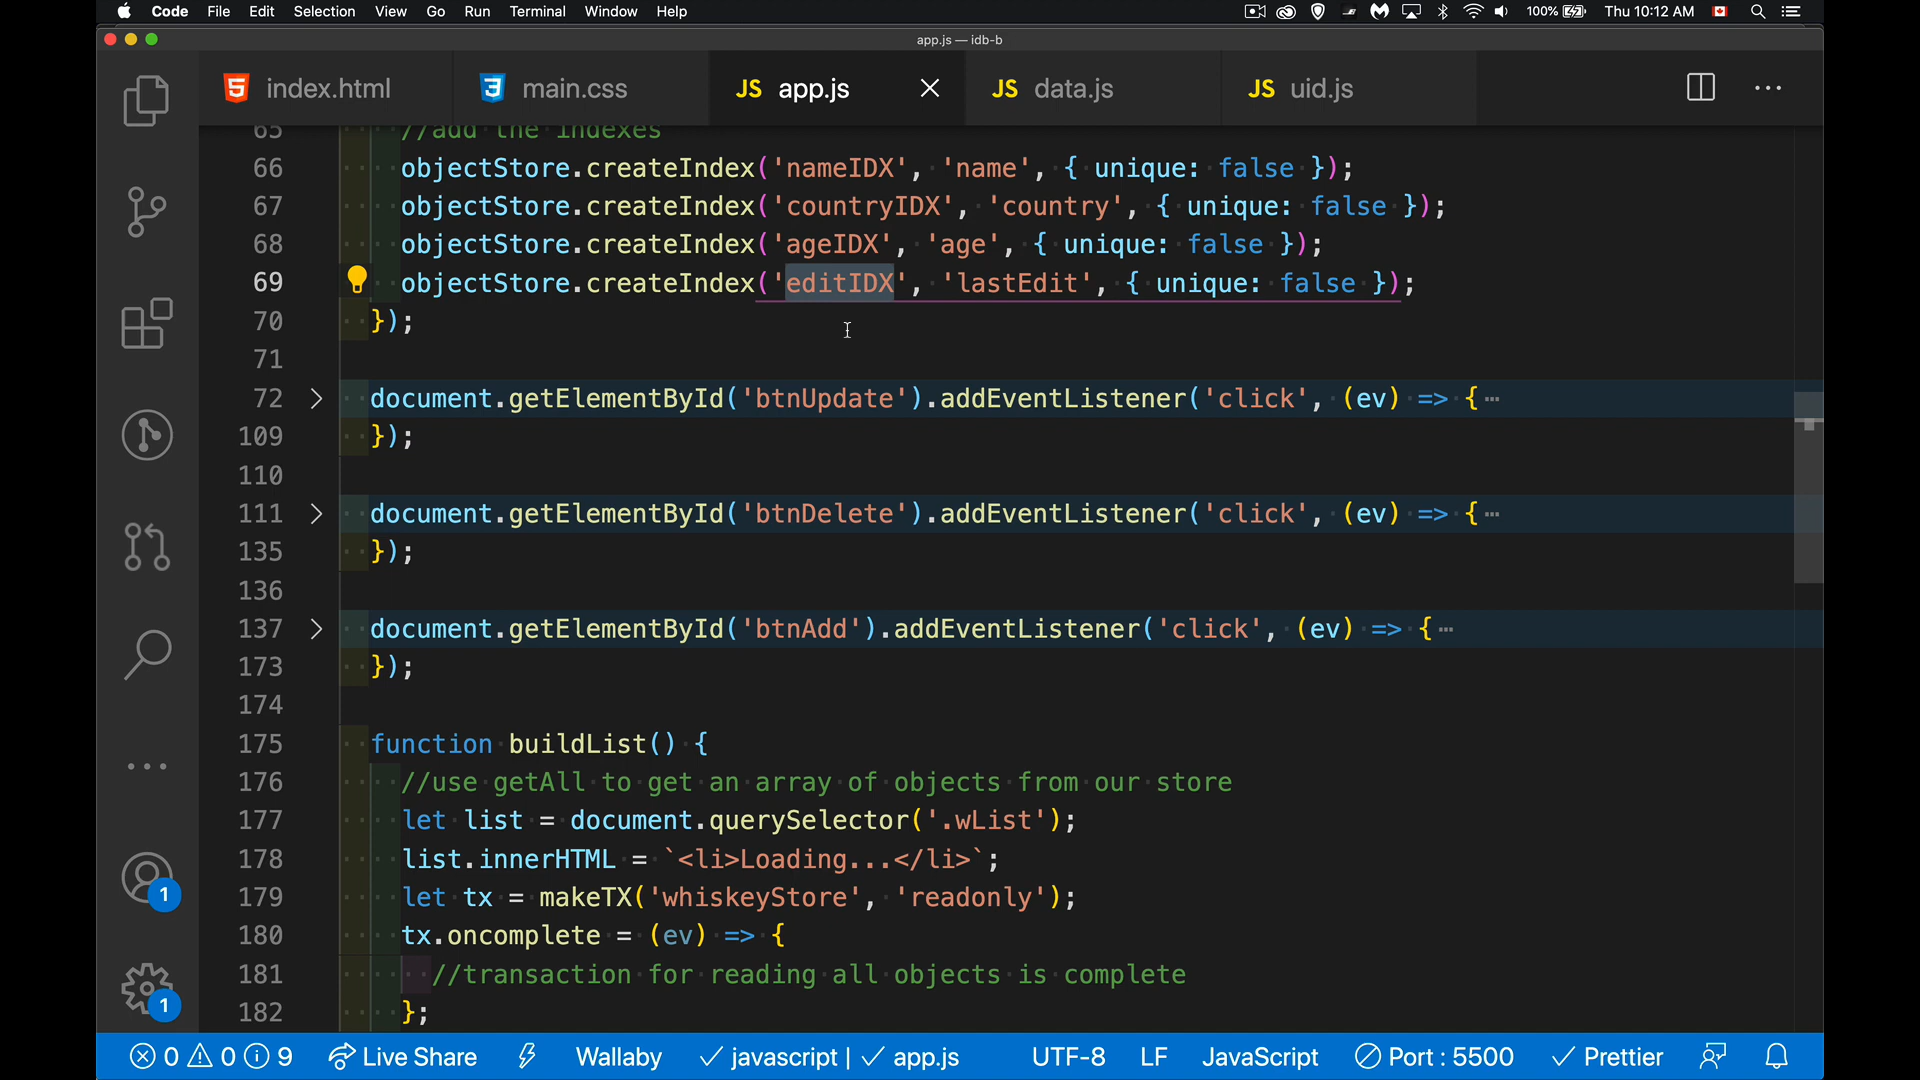 Code File Edit Selection View Go Run Terminal Window Help 100% Thu 10:12 AM
app.js — idb-b
index.html main.css JS app.js JS data.js JS uid.js
65 //add the indexes
66 objectStore.createIndex('nameIDX', 'name', { unique: false });
67 objectStore.createIndex('countryIDX', 'country', { unique: false });
68 objectStore.createIndex('ageIDX', 'age', { unique: false });
69 objectStore.createIndex('editIDX', 'lastEdit', { unique: false });
70 });
71
72 document.getElementById('btnUpdate').addEventListener('click', (ev) => {…
109 });
110
111 document.getElementById('btnDelete').addEventListener('click', (ev) => {…
135 });
136
137 document.getElementById('btnAdd').addEventListener('click', (ev) => {…
173 });
174
175 function buildList() {
176 //use getAll to get an array of objects from our store
177 let list = document.querySelector('.wList');
178 list.innerHTML = `<li>Loading...</li>`;
179 let tx = makeTX('whiskeyStore', 'readonly');
180 tx.oncomplete = (ev) => {
181 //transaction for reading all objects is complete
182 };
1
1
0 0 9 Live Share Wallaby javascript | app.js UTF-8 LF JavaScript Port : 5500 Prettier